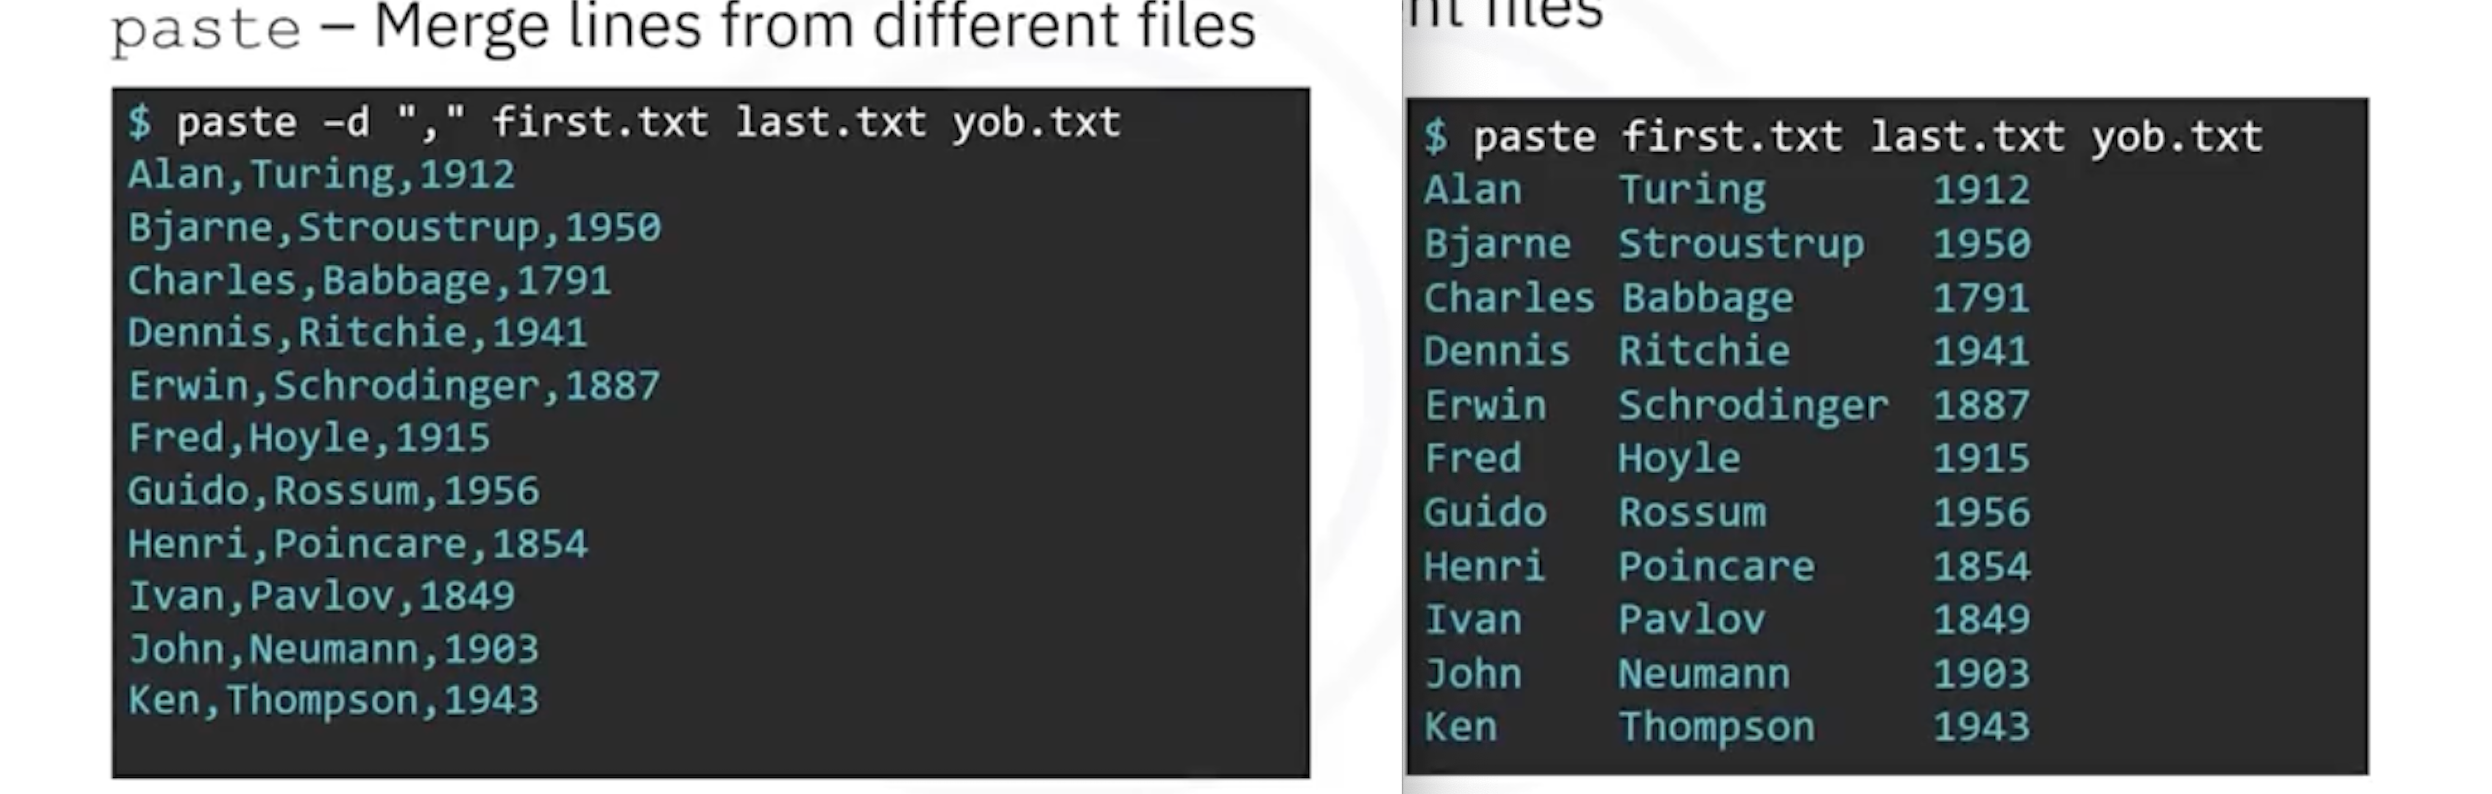 paste – Merge lines from different files
$ paste -d "," first.txt last.txt yob.txt
Alan,Turing,1912
Bjarne,Stroustrup,1950
Charles,Babbage,1791
Dennis,Ritchie,1941
Erwin,Schrodinger,1887
Fred,Hoyle,1915
Guido,Rossum,1956
Henri,Poincare,1854
Ivan,Pavlov,1849
John,Neumann,1903
Ken,Thompson,1943
nt files
$ paste first.txt last.txt yob.txt
Alan Turing 1912
Bjarne Stroustrup 1950
Charles Babbage 1791
Dennis Ritchie 1941
Erwin Schrodinger 1887
Fred Hoyle 1915
Guido Rossum 1956
Henri Poincare 1854
Ivan Pavlov 1849
John Neumann 1903
Ken Thompson 1943